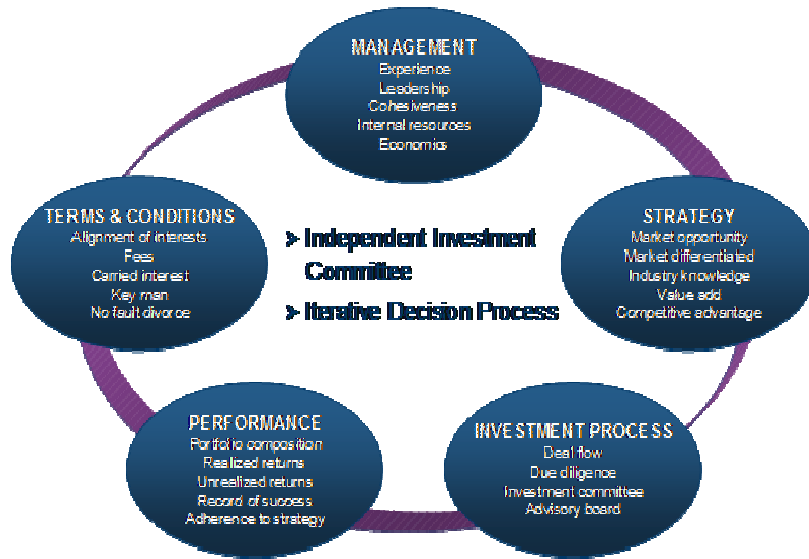 MANAGEMENT
Experience
Leadership
Cohesiveness
Internal resources
Economics
STRATEGY
Market opportunity
Market differentiated
Industry knowledge
Value add
Competitive advantage
INVESTMENT PROCESS
Deal flow
Due diligence
Investment committee
Advisory board
PERFORMANCE
Portfolio composition
Realized returns
Unrealized returns
Record of success
Adherence to strategy
TERMS & CONDITIONS
Alignment of interests
Fees
Carried interest
Key man
No fault divorce
➢ Independent Investment
Committee
➢ Iterative Decision Process